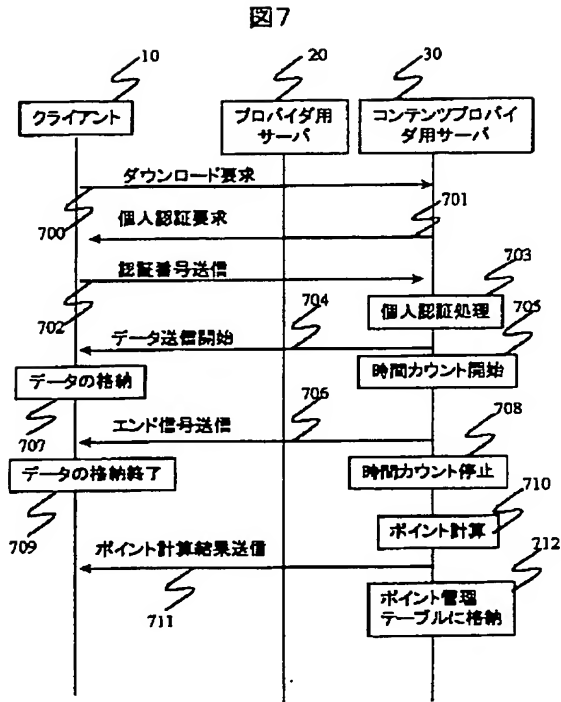 図7
10
20
30
クライアント
プロバイダ用
サーバ
コンテンツプロバイ
ダ用サーバ
ダウンロード要求
700
個人認証要求
701
認証番号送信
702
703
個人認証処理
704
データ送信開始
705
時間カウント開始
データの格納
707
706
エンド信号送信
708
時間カウント停止
データの格納終了
709
710
ポイント計算
ポイント計算結果送信
711
712
ポイント管理
テーブルに格納